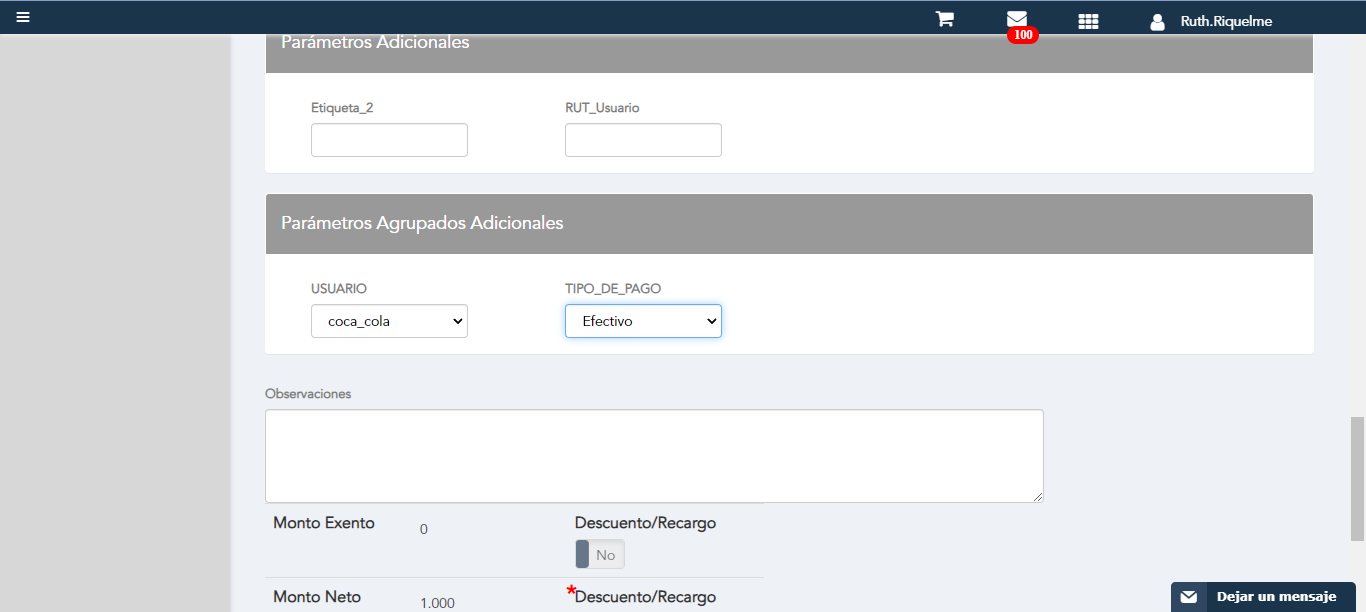 Ruth.Riquelme
100
Parámetros Adicionales
Etiqueta_2 RUT_Usuario
Parámetros Agrupados Adicionales
USUARIO TIPO_DE_PAGO
coca_cola Efectivo
Observaciones
Monto Exento 0 Descuento/Recargo
No
Monto Neto 1.000 *Descuento/Recargo
Dejar un mensaje